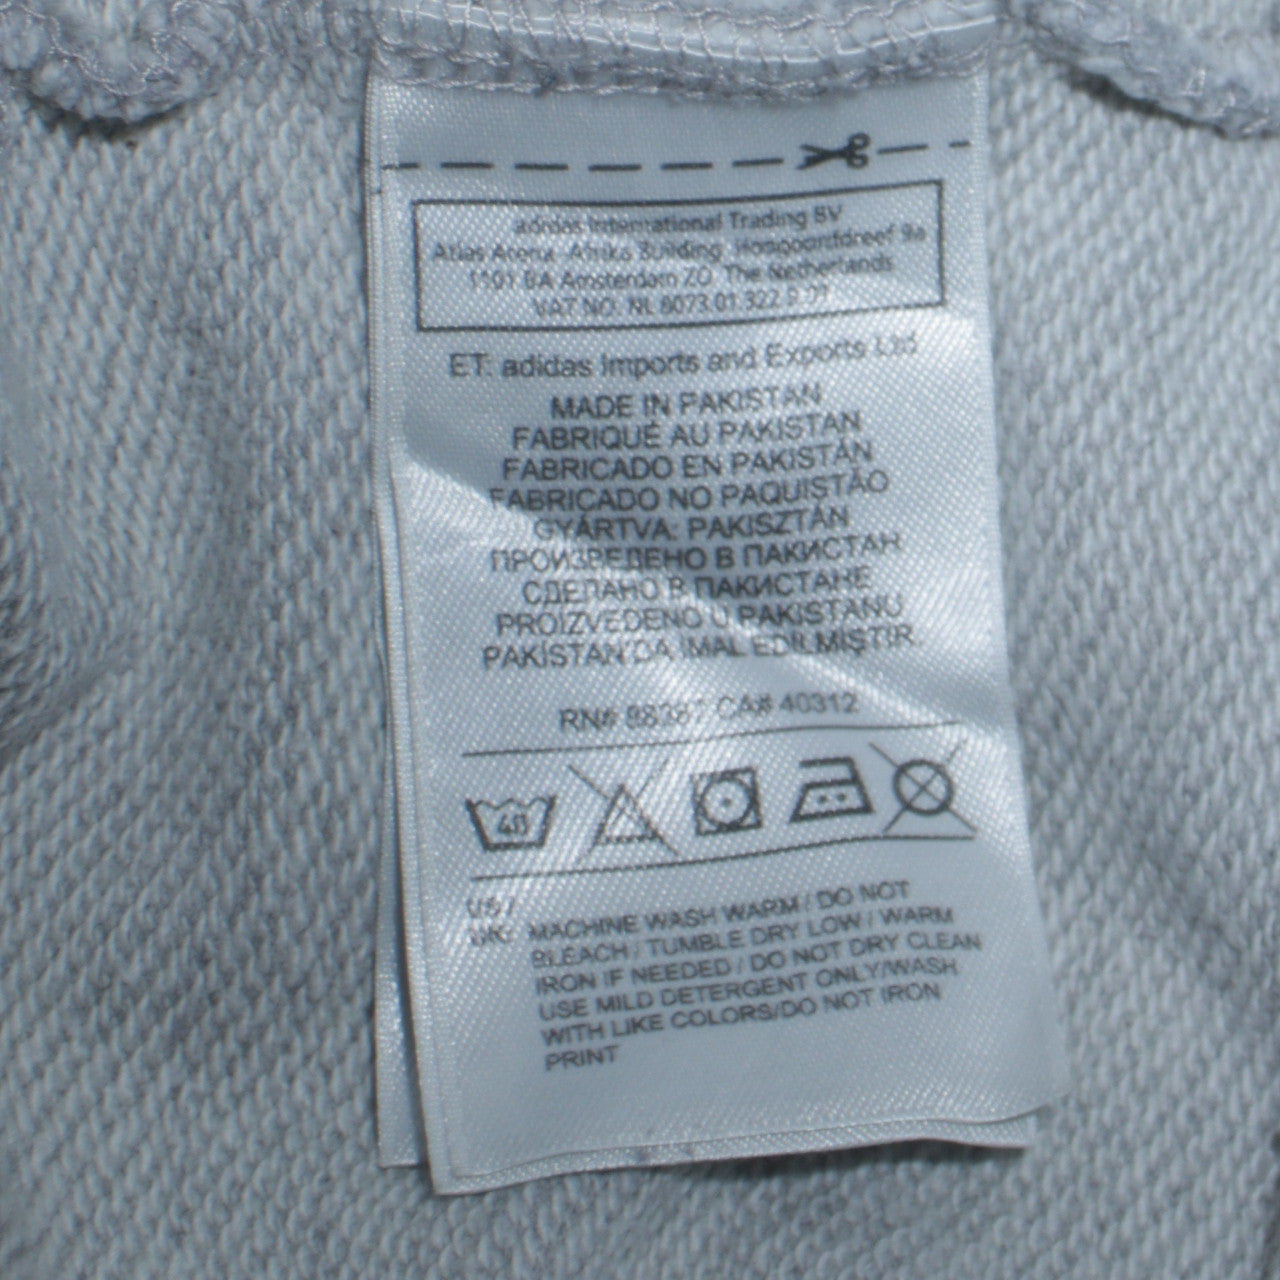 adidas International Trading BV
Atlas Arena -Afrika Building, Hoogoorddreef 9a
1101 BA Amsterdam ZO, The Netherlands
VAT NO: NL 8073.01.322.B.01
ET: adidas Imports and Exports Ltd
MADE IN PAKISTAN
FABRIQUÉ AU PAKISTAN
FABRICADO EN PAKISTÁN
FABRICADO NO PAQUISTÃO
GYÁRTVA: PAKISZTÁN
ПРОИЗВЕДЕНО В ПАКИСТАН
СДЕЛАНО В ПАКИСТАНЕ
PROIZVEDENO U PAKISTANU
PAKİSTAN'DA İMAL EDİLMİŞTİR
RN# 88387 CA# 40312
40
US / MACHINE WASH WARM / DO NOT
UK: BLEACH / TUMBLE DRY LOW / WARM
IRON IF NEEDED / DO NOT DRY CLEAN
USE MILD DETERGENT ONLY/WASH
WITH LIKE COLORS/DO NOT IRON
PRINT